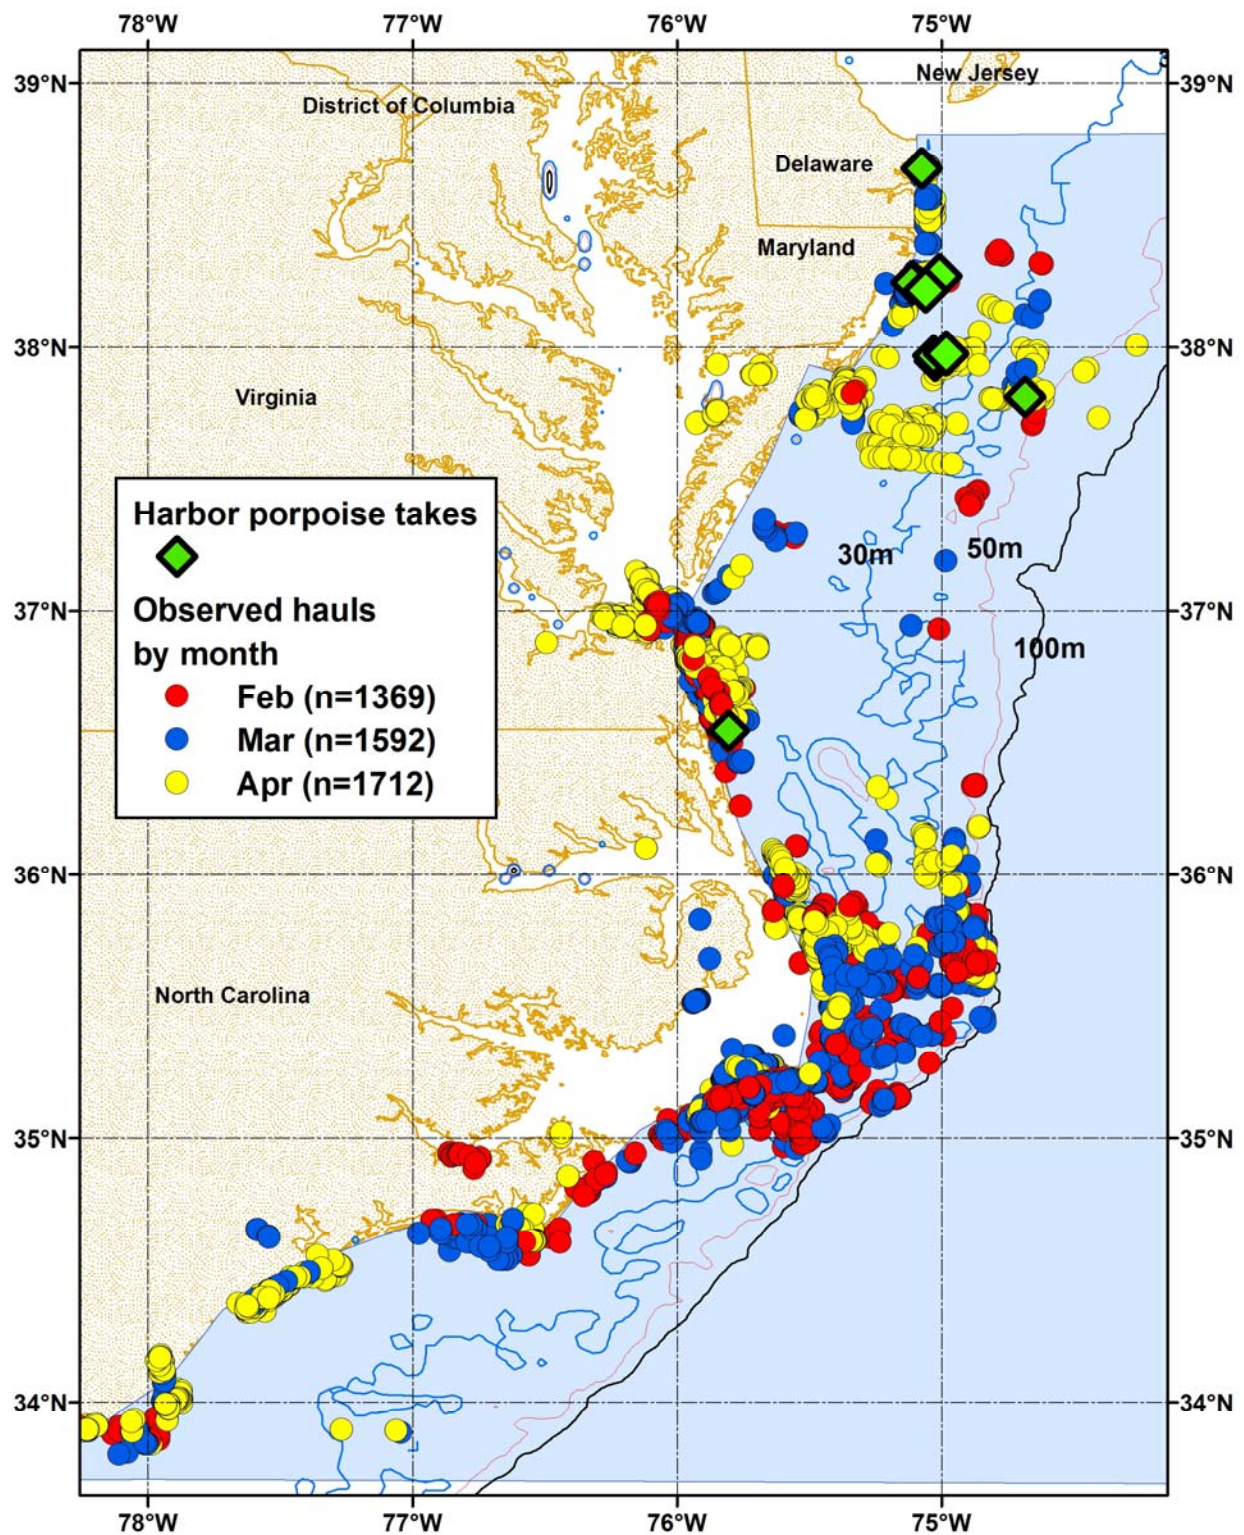 78°W 77°W 76°W 75°W
39°N 39°N
New Jersey
District of Columbia
Delaware
Maryland
38°N 38°N
Virginia
Harbor porpoise takes
30m 50m
Observed hauls
37°N 37°N
by month
100m
Feb (n=1369)
Mar (n=1592)
Apr (n=1712)
36°N 36°N
North Carolina
35°N 35°N
34°N 34°N
78°W 77°W 76°W 75°W